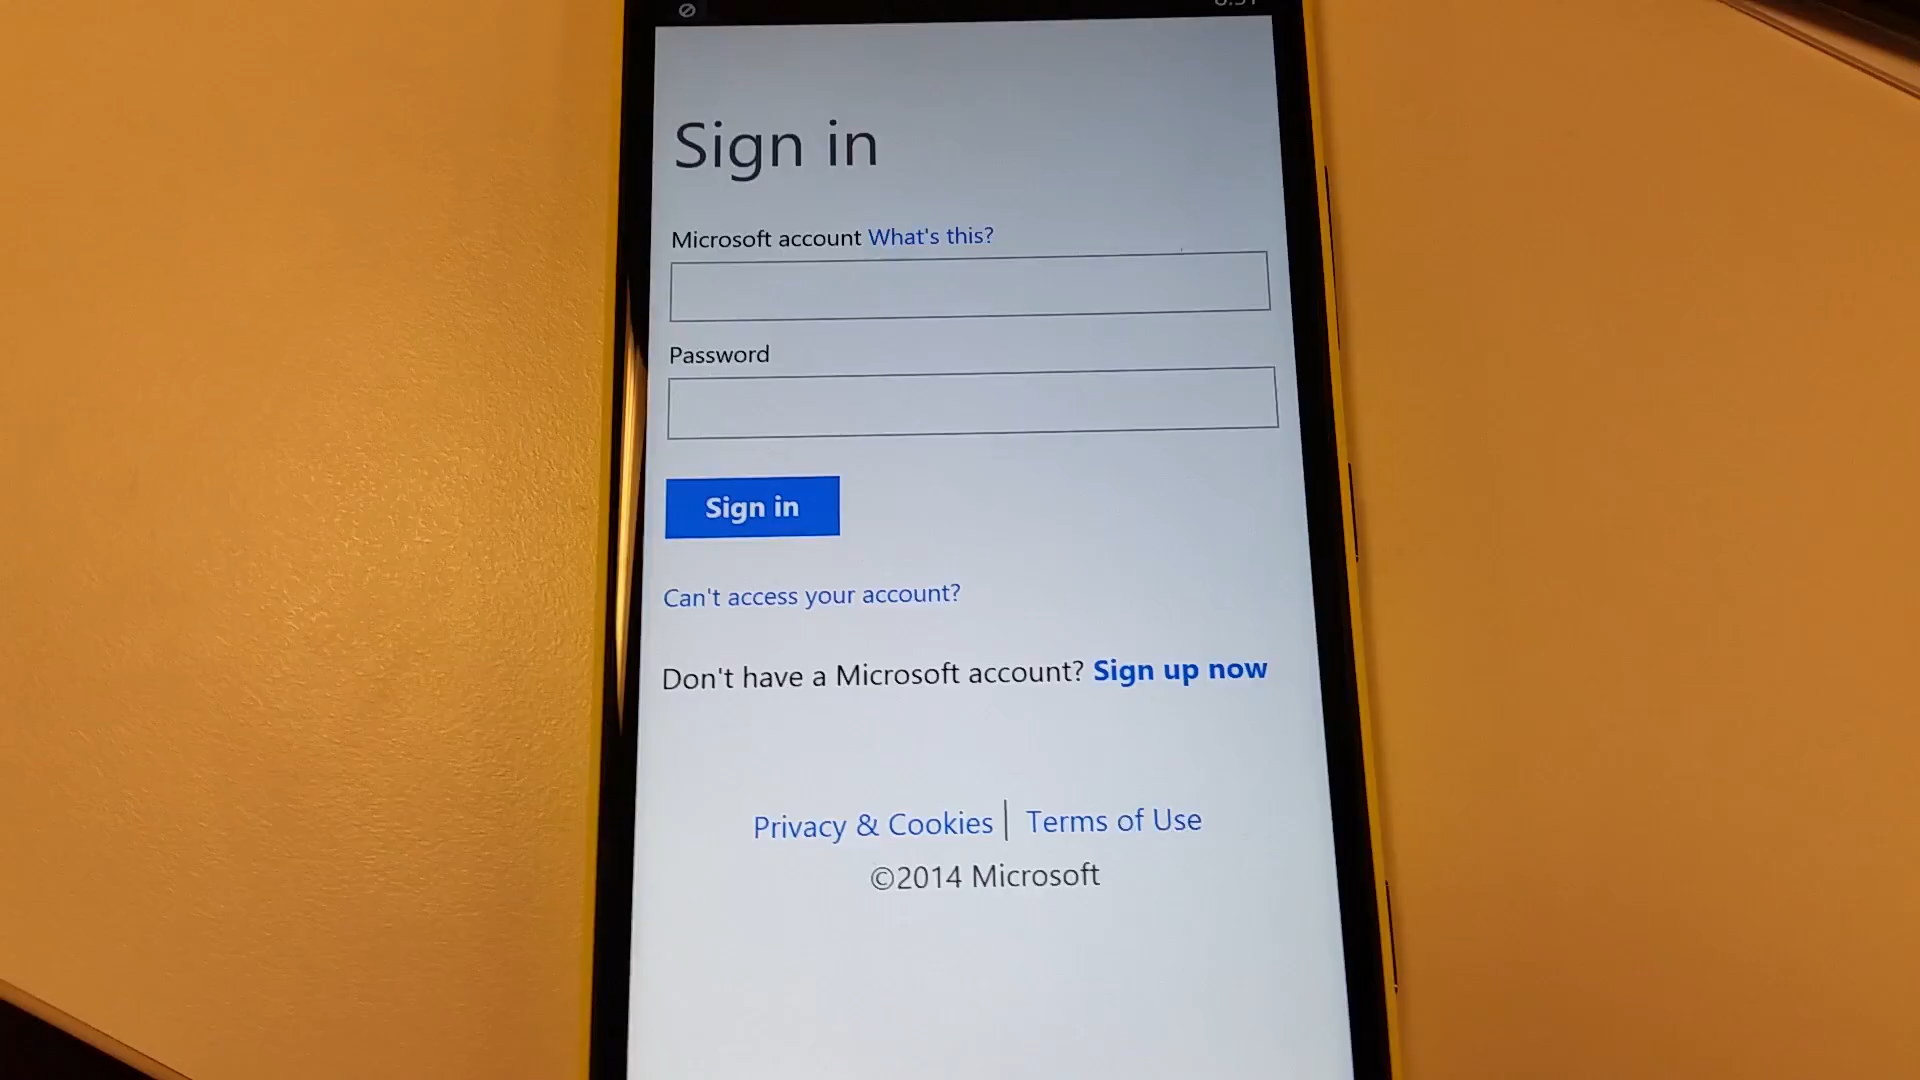 Sign in
Microsoft account What's this?
Password
Sign in
Can't access your account?
Don't have a Microsoft account? Sign up now
Privacy & Cookies | Terms of Use
©2014 Microsoft